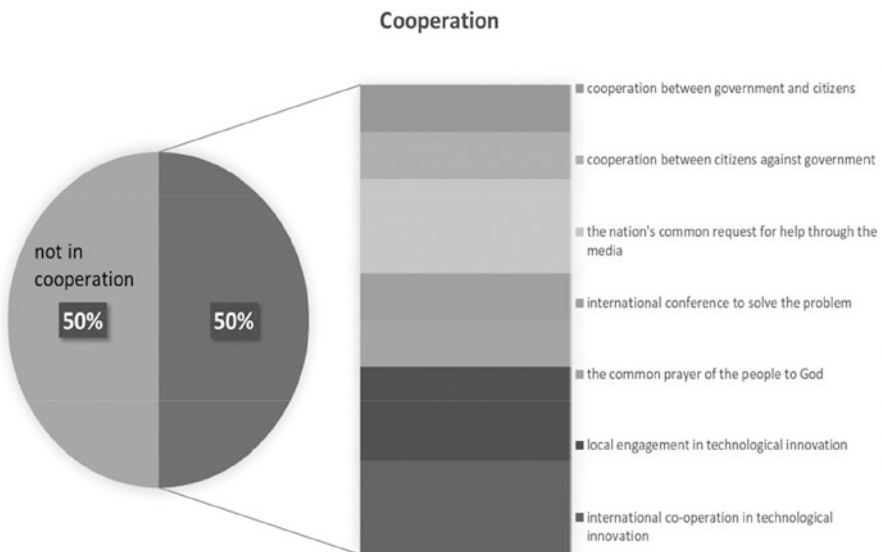 Cooperation
cooperation between government and citizens
cooperation between citizens against government
not in
cooperation
50%
50%
the nation's common request for help through the
media
international conference to solve the problem
the common prayer of the people to God
local engagement in technological innovation
international co-operation in technological
innovation